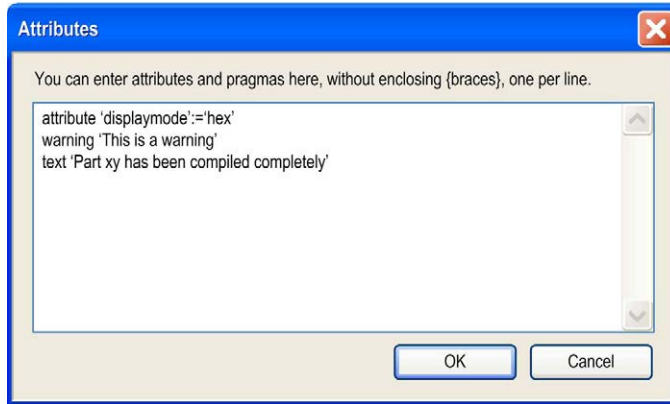 Attributes
You can enter attributes and pragmas here, without enclosing {braces}, one per line.
attribute ‘displaymode’:=‘hex’
warning ‘This is a warning’
text ‘Part xy has been compiled completely’
OK Cancel